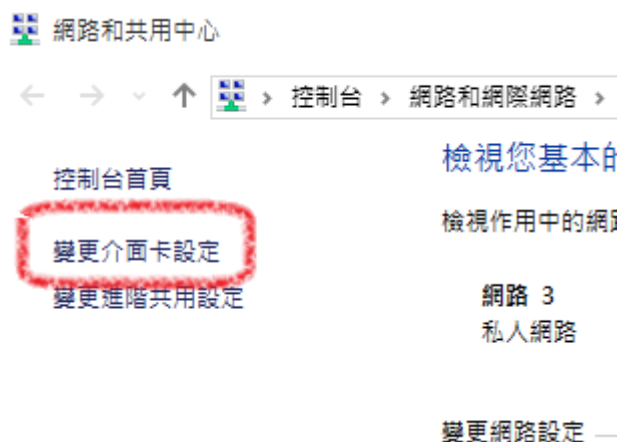 網路和共用中心
控制台 › 網路和網際網路 ›
控制台首頁
變更介面卡設定
變更進階共用設定
檢視您基本的
檢視作用中的網路
網路 3
私人網路
變更網路設定